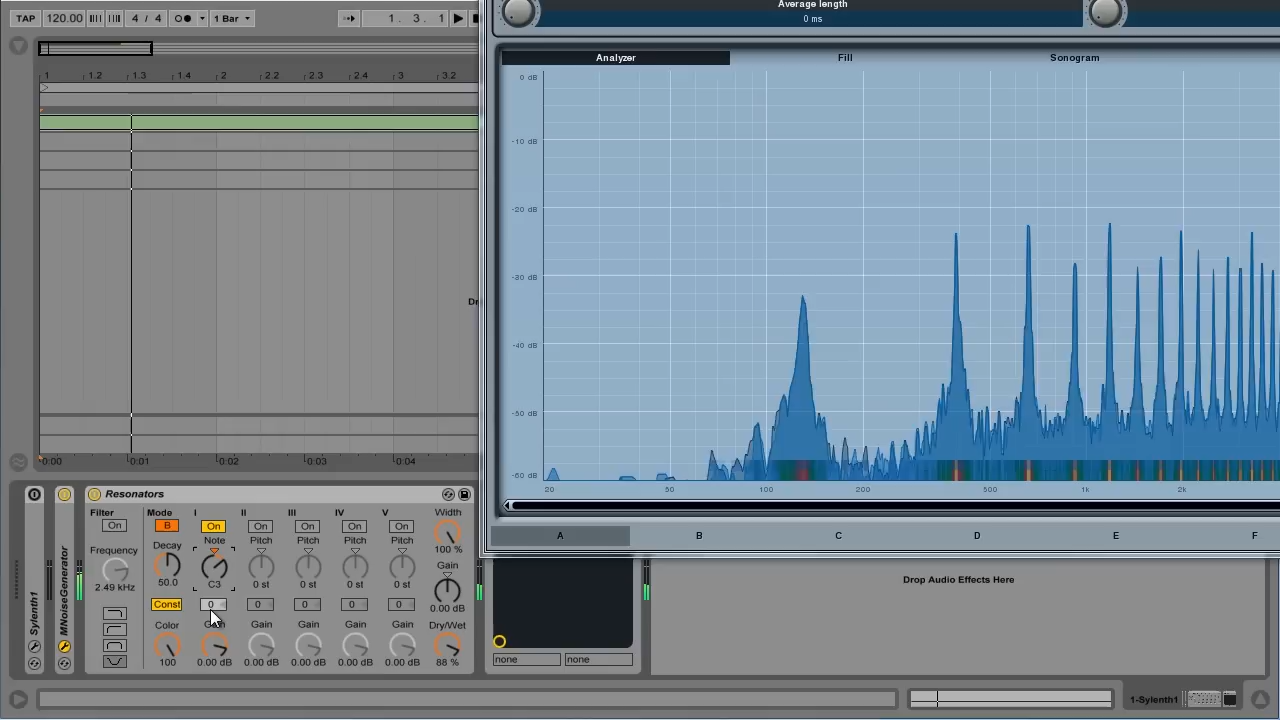 TAP 120.00 4 / 4 1 Bar 1. 3. 1
Average length
0 ms
Analyzer Fill Sonogram
1 1.2 1.3 1.4 2 2.2 2.3 2.4 3 3.2
0 dB
-10 dB
-20 dB
-30 dB
-40 dB
-50 dB
-60 dB
20 50 100 200 500 1k 2k
0:00 0:01 0:02 0:03 0:04
A B C D E F
Sylenth1
MNoiseGenerator
Resonators
Filter Mode I II III IV V Width
On B On On On On On
Note Pitch Pitch Pitch Pitch
Decay
Frequency
100 %
Gain
2.49 kHz 50.0 C3 0 st 0 st 0 st 0 st
Const 0 0 0 0 0 0.00 dB
Color Gain Gain Gain Gain Gain Dry/Wet
100 0.00 dB 0.00 dB 0.00 dB 0.00 dB 0.00 dB 88 %
none none
Drop Audio Effects Here
1-Sylenth1